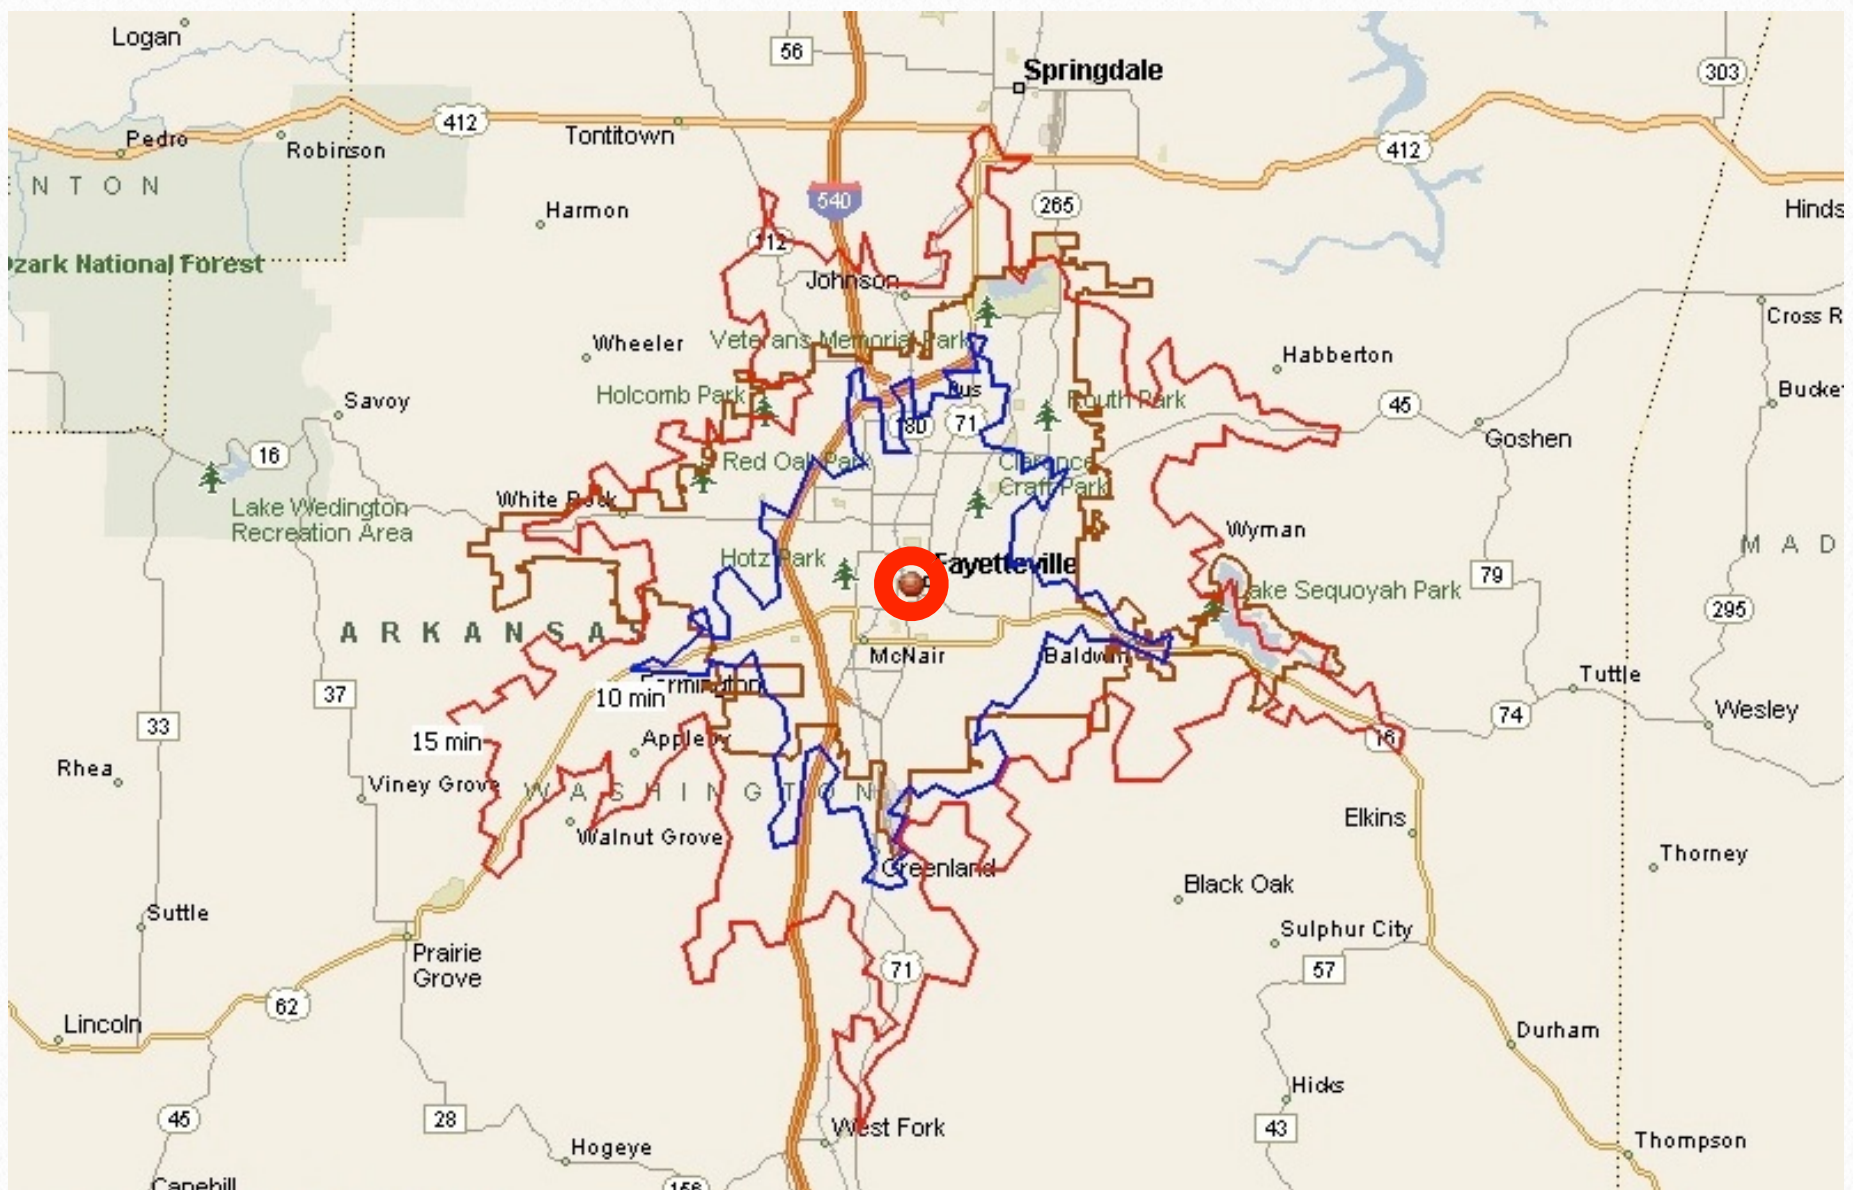 Logan
56
Springdale
303
412
Tontitown
Pedro
Robinson
412
N T O N
540
265
Harmon
Hinds
112
zark National Forest
Johnson
Cross R
Veterans Memorial Park
Wheeler
Habberton
Bucke
Holcomb Park
Bus
Routh Park
Savoy
45
180
71
Goshen
16
Red Oak Park
Clarence
Craft Park
White Rock
Lake Wedington
Recreation Area
Wyman
M A D
Hotz Park
Fayetteville
79
Lake Sequoyah Park
295
A R K A N S A S
McNair
Baldwin
Tuttle
Farmington
10 min
37
74
Wesley
33
15 min
Appleby
16
Rhea
Viney Grove
W A S H I N G T O N
Elkins
Walnut Grove
Thorney
Greenland
Black Oak
Suttle
Sulphur City
Prairie
Grove
71
57
62
Lincoln
Durham
Hicks
45
28
West Fork
43
Hogeye
Thompson
Canehill
156